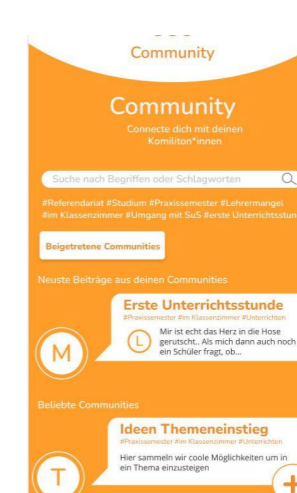 Community
Community
Connecte dich mit deinen
Komiliton*innen
Suche nach Begriffen oder Schlagworten
#Referendariat #Studium #Praxissemester #Lehrermangel
#im Klassenzimmer #Umgang mit SuS #erste Unterrichtsstun
Beigetretene Communities
Neuste Beiträge aus deinen Communities
Erste Unterrichtsstunde
#Praxissemester #im Klassenzimmer #Unterrichten
M
L
Mir ist echt das Herz in die Hose
gerutscht.. Als mich dann auch noch
ein Schüler fragt, ob...
Beliebte Communities
Ideen Themeneinstieg
#Praxissemester #im Klassenzimmer #Unterrichten
T
Hier sammeln wir coole Möglichkeiten um in
ein Thema einzusteigen
+